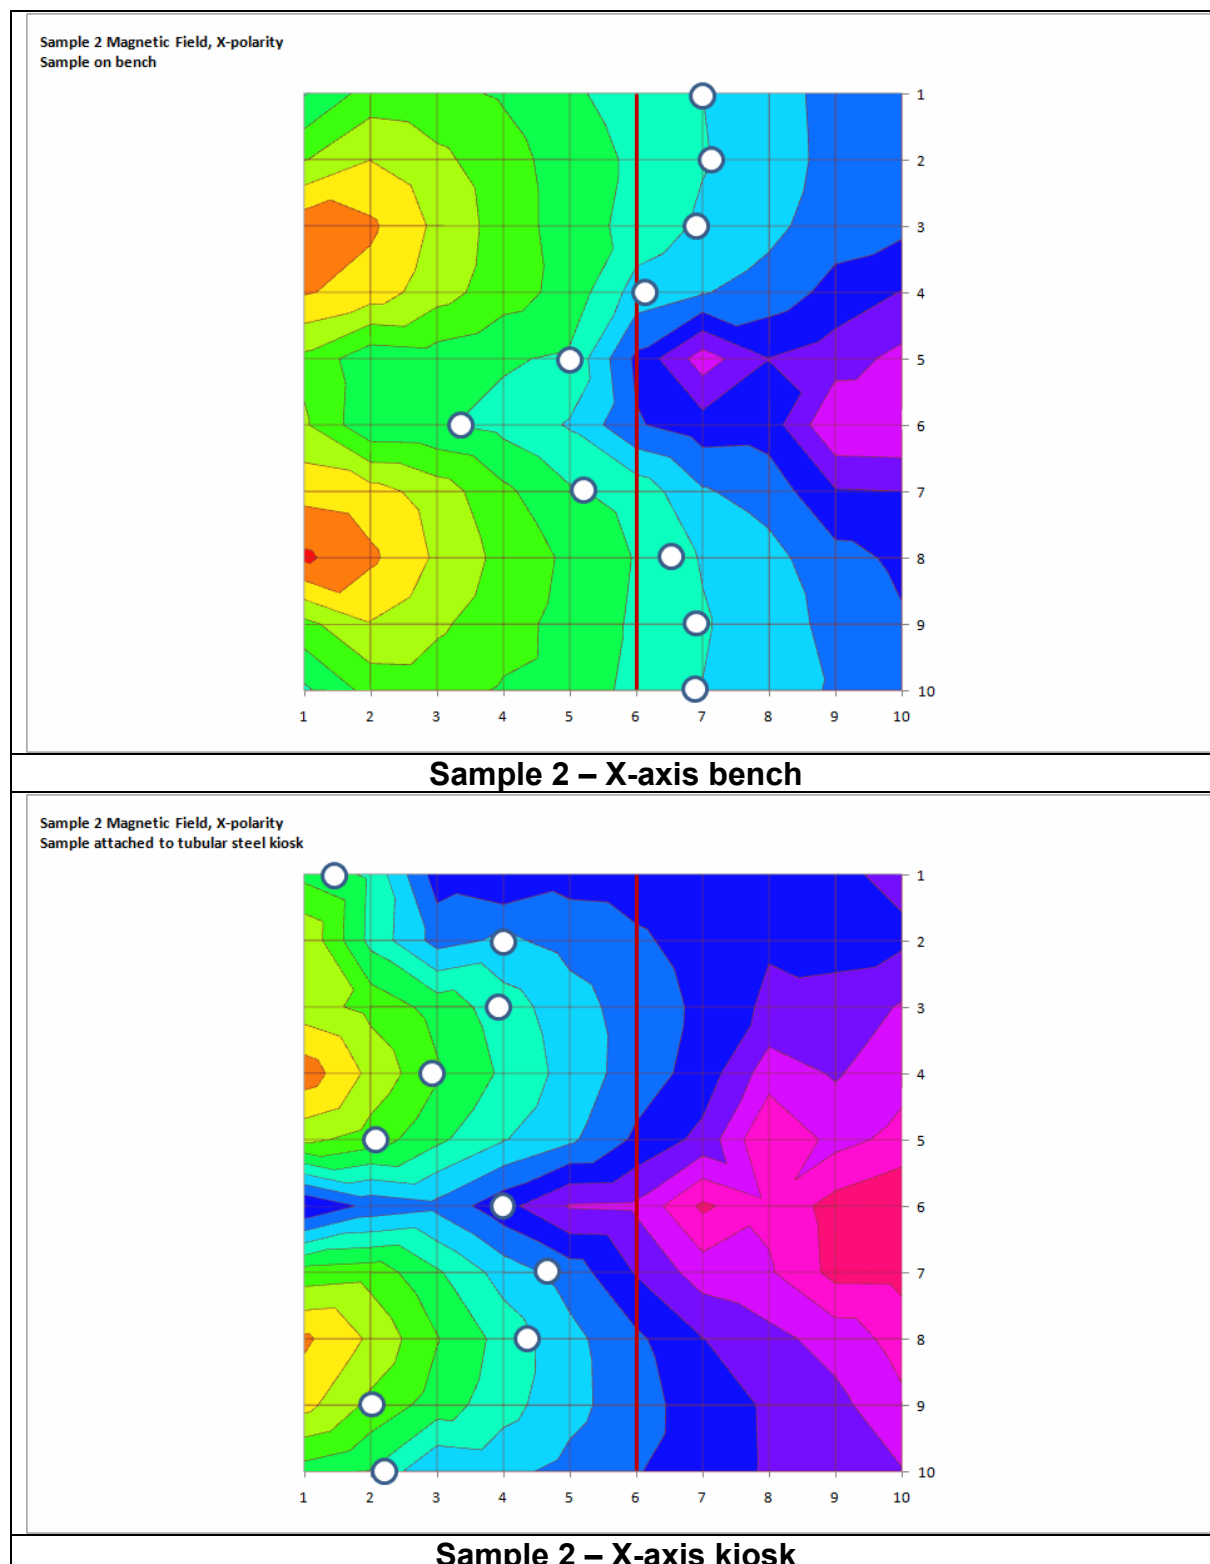 Sample 2 Magnetic Field, X-polarity
Sample on bench
1
2
3
4
5
6
7
8
9
10
1 2 3 4 5 6 7 8 9 10
Sample 2 – X-axis bench
Sample 2 Magnetic Field, X-polarity
Sample attached to tubular steel kiosk
1
2
3
4
5
6
7
8
9
10
1 2 3 4 5 6 7 8 9 10
Sample 2 – X-axis kiosk